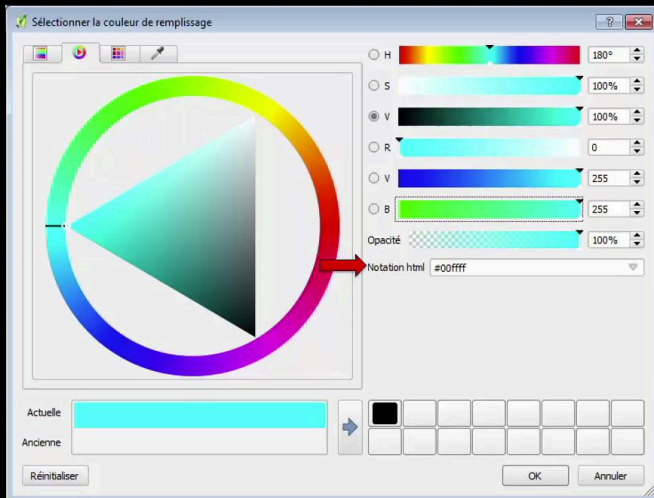 Sélectionner la couleur de remplissage
H 180°
S 100%
V 100%
R 0
V 255
B 255
Opacité 100%
Notation html #00ffff
Actuelle
Ancienne
Réinitialiser
OK Annuler